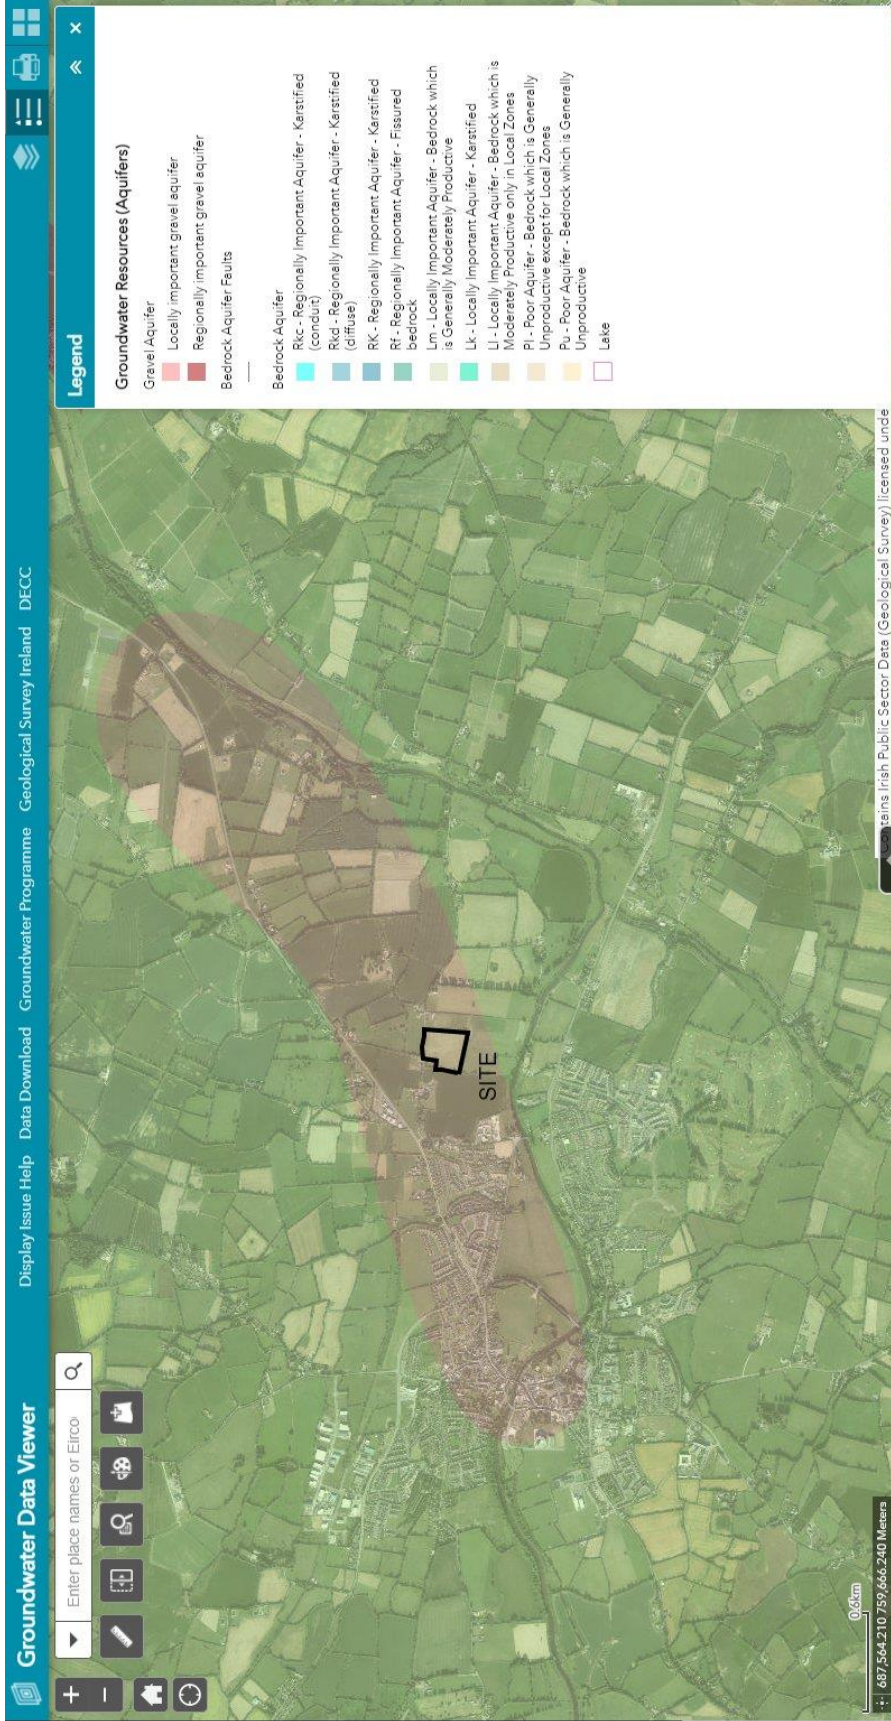 Groundwater Data Viewer
Display Issue Help
Data Download
Groundwater Programme
Geological Survey Ireland
DECC
Enter place names or Eirco
Legend
Groundwater Resources (Aquifers)
Gravel Aquifer
Locally important gravel aquifer
Regionally important gravel aquifer
Bedrock Aquifer Faults
Bedrock Aquifer
Rkc - Regionally Important Aquifer - Karstified
(conduit)
Rkd - Regionally Important Aquifer - Karstified
(diffuse)
RK - Regionally Important Aquifer - Karstified
Rf - Regionally Important Aquifer - Fissured
bedrock
Lm - Locally Important Aquifer - Bedrock which
is Generally Moderately Productive
Lk - Locally Important Aquifer - Karstified
Ll - Locally Important Aquifer - Bedrock which is
Moderately Productive only in Local Zones
Pl - Poor Aquifer - Bedrock which is Generally
Unproductive except for Local Zones
Pu - Poor Aquifer - Bedrock which is Generally
Unproductive
Lake
SITE
0.6km
687,564.210 759,666.240 Meters
Irish Public Sector Data (Geological Survey) licensed unde